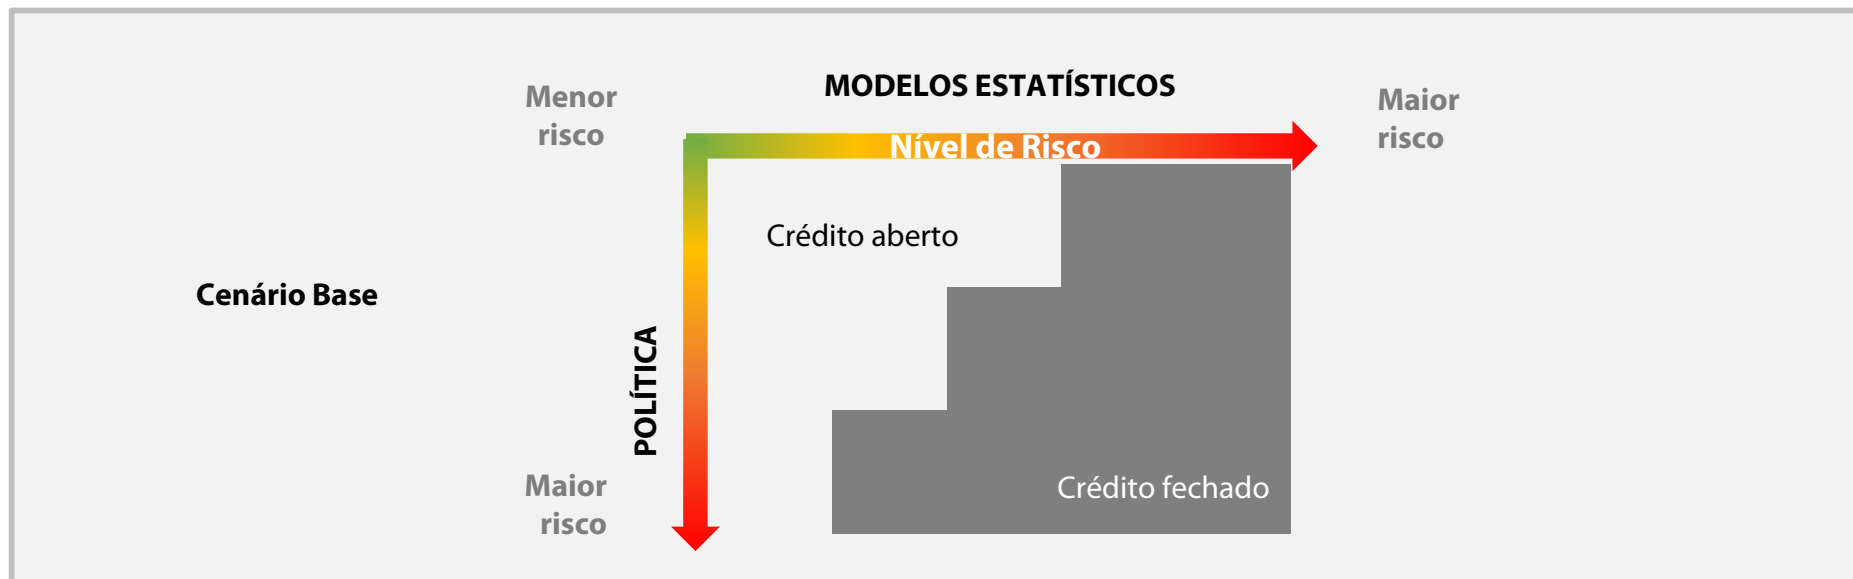 MODELOS ESTATÍSTICOS
Menor
risco
Maior
risco
Nível de Risco
Crédito aberto
Cenário Base
POLÍTICA
Maior
risco
Crédito fechado